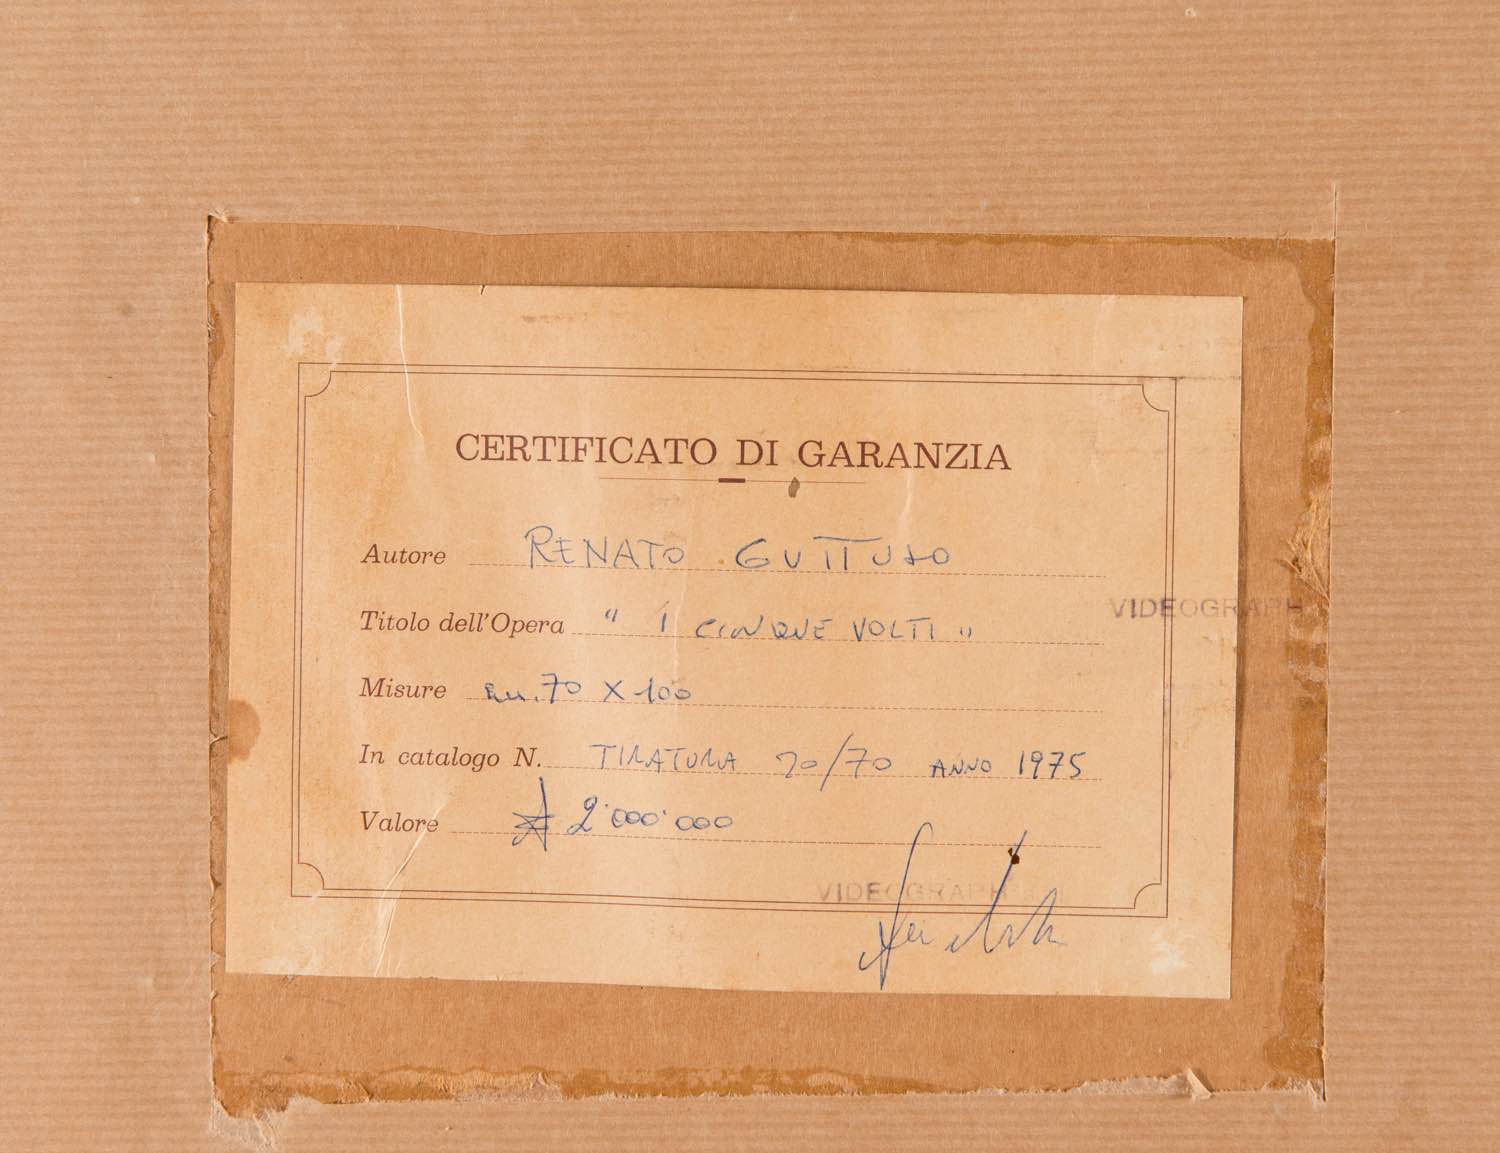 CERTIFICATO DI GARANZIA
Autore RENATO GUTTUSO
Titolo dell'Opera " I CINQUE VOLTI "
VIDEOGRAPH
Misure cm. 70 X 100
In catalogo N. TIRATURA 70/70 ANNO 1975
Valore £ 2.000.000
VIDEOGRAPH